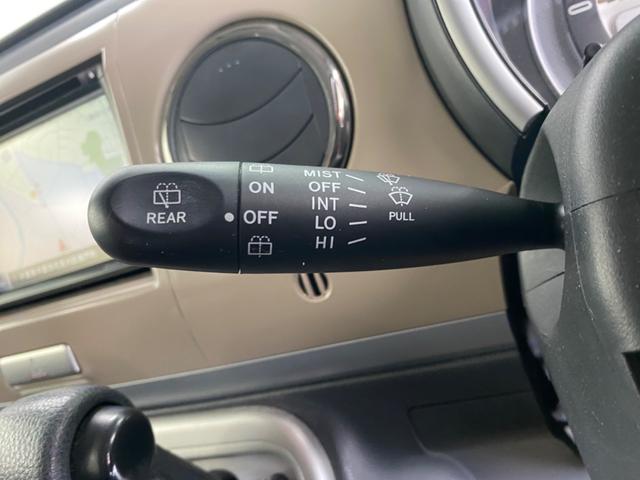 REAR
ON
OFF
MIST
OFF
INT
LO
HI
PULL